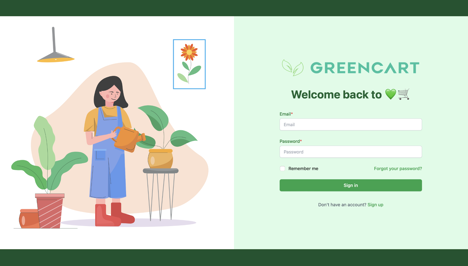 GREENCART
Welcome back to 💚🛒
Email*
Email
Password*
Password
Remember me
Forgot your password?
Sign in
Don't have an account? Sign up